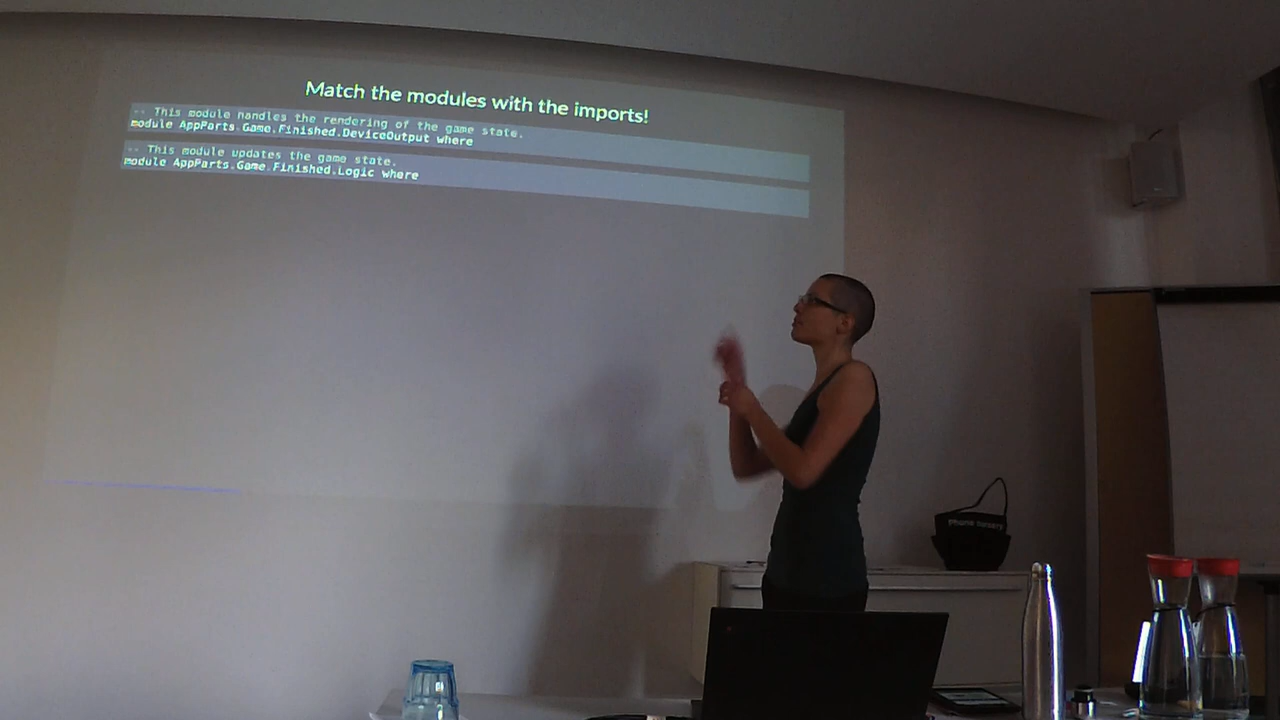 Match the modules with the imports!
-- This module handles the rendering of the game state.
module AppParts.Game.Finished.DeviceOutput where
-- This module updates the game state.
module AppParts.Game.Finished.Logic where
Phone